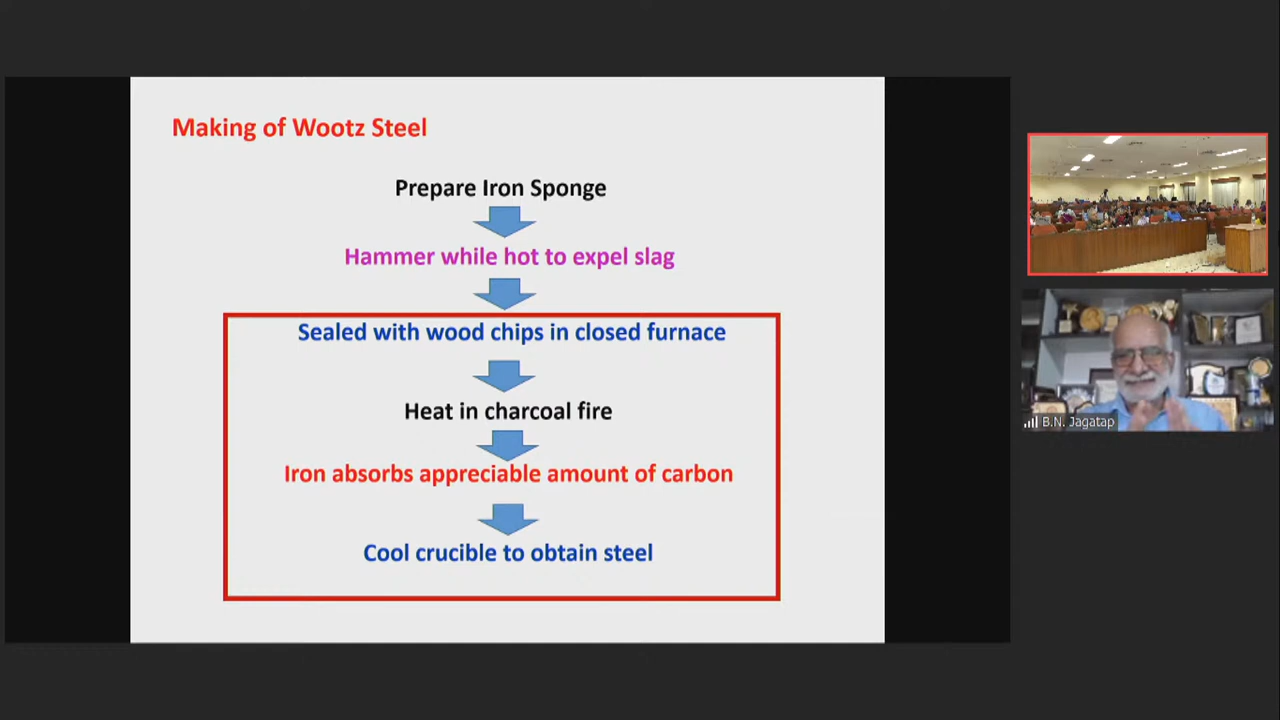 Making of Wootz Steel
Prepare Iron Sponge
Hammer while hot to expel slag
Sealed with wood chips in closed furnace
Heat in charcoal fire
Iron absorbs appreciable amount of carbon
Cool crucible to obtain steel
B.N. Jagatap